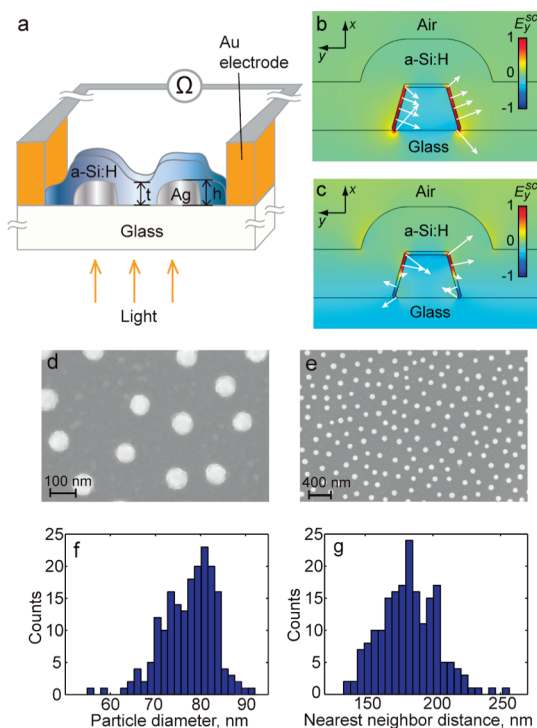 a
Ω
Au
electrode
a-Si:H
t
Ag
h
Glass
Light
b
x
y
Air
a-Si:H
Glass
E_y^sc
1
0
-1
c
x
y
Air
a-Si:H
Glass
E_y^sc
1
0
-1
d
100 nm
e
400 nm
f
25
20
15
10
5
0
Counts
60 70 80 90
Particle diameter, nm
g
25
20
15
10
5
0
Counts
150 200 250
Nearest neighbor distance, nm